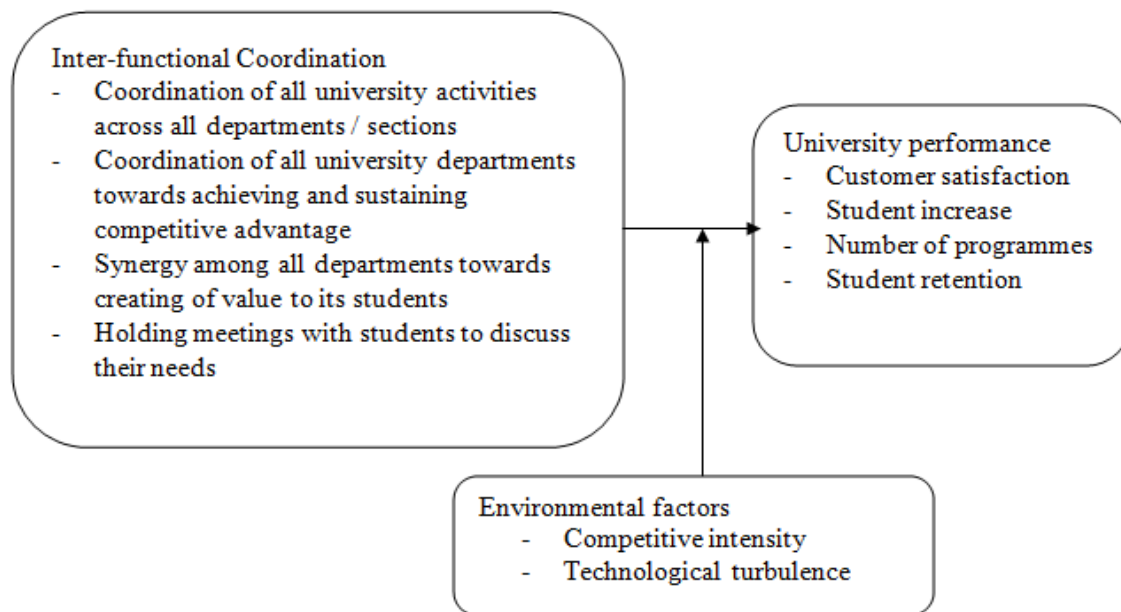 Inter-functional Coordination
- Coordination of all university activities
across all departments / sections
- Coordination of all university departments
towards achieving and sustaining
competitive advantage
- Synergy among all departments towards
creating of value to its students
- Holding meetings with students to discuss
their needs
University performance
- Customer satisfaction
- Student increase
- Number of programmes
- Student retention
Environmental factors
- Competitive intensity
- Technological turbulence